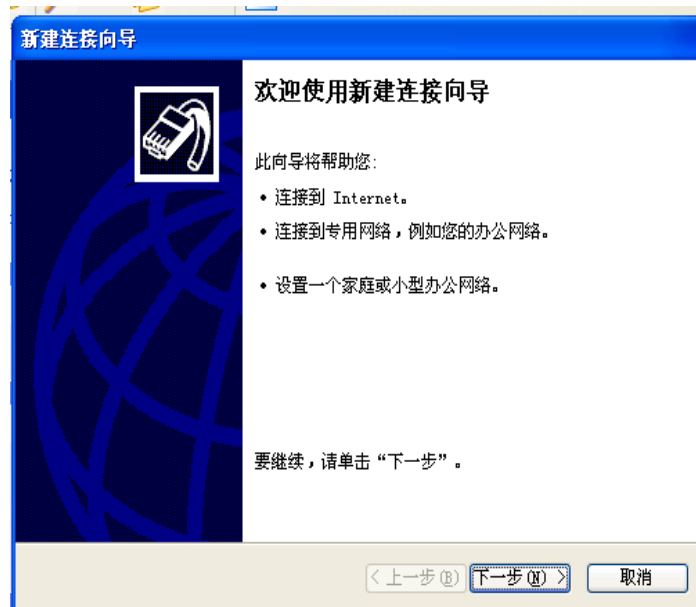 新建连接向导
欢迎使用新建连接向导
此向导将帮助您:
• 连接到 Internet。
• 连接到专用网络，例如您的办公网络。
• 设置一个家庭或小型办公网络。
要继续，请单击“下一步”。
< 上一步(B) 下一步(N) > 取消